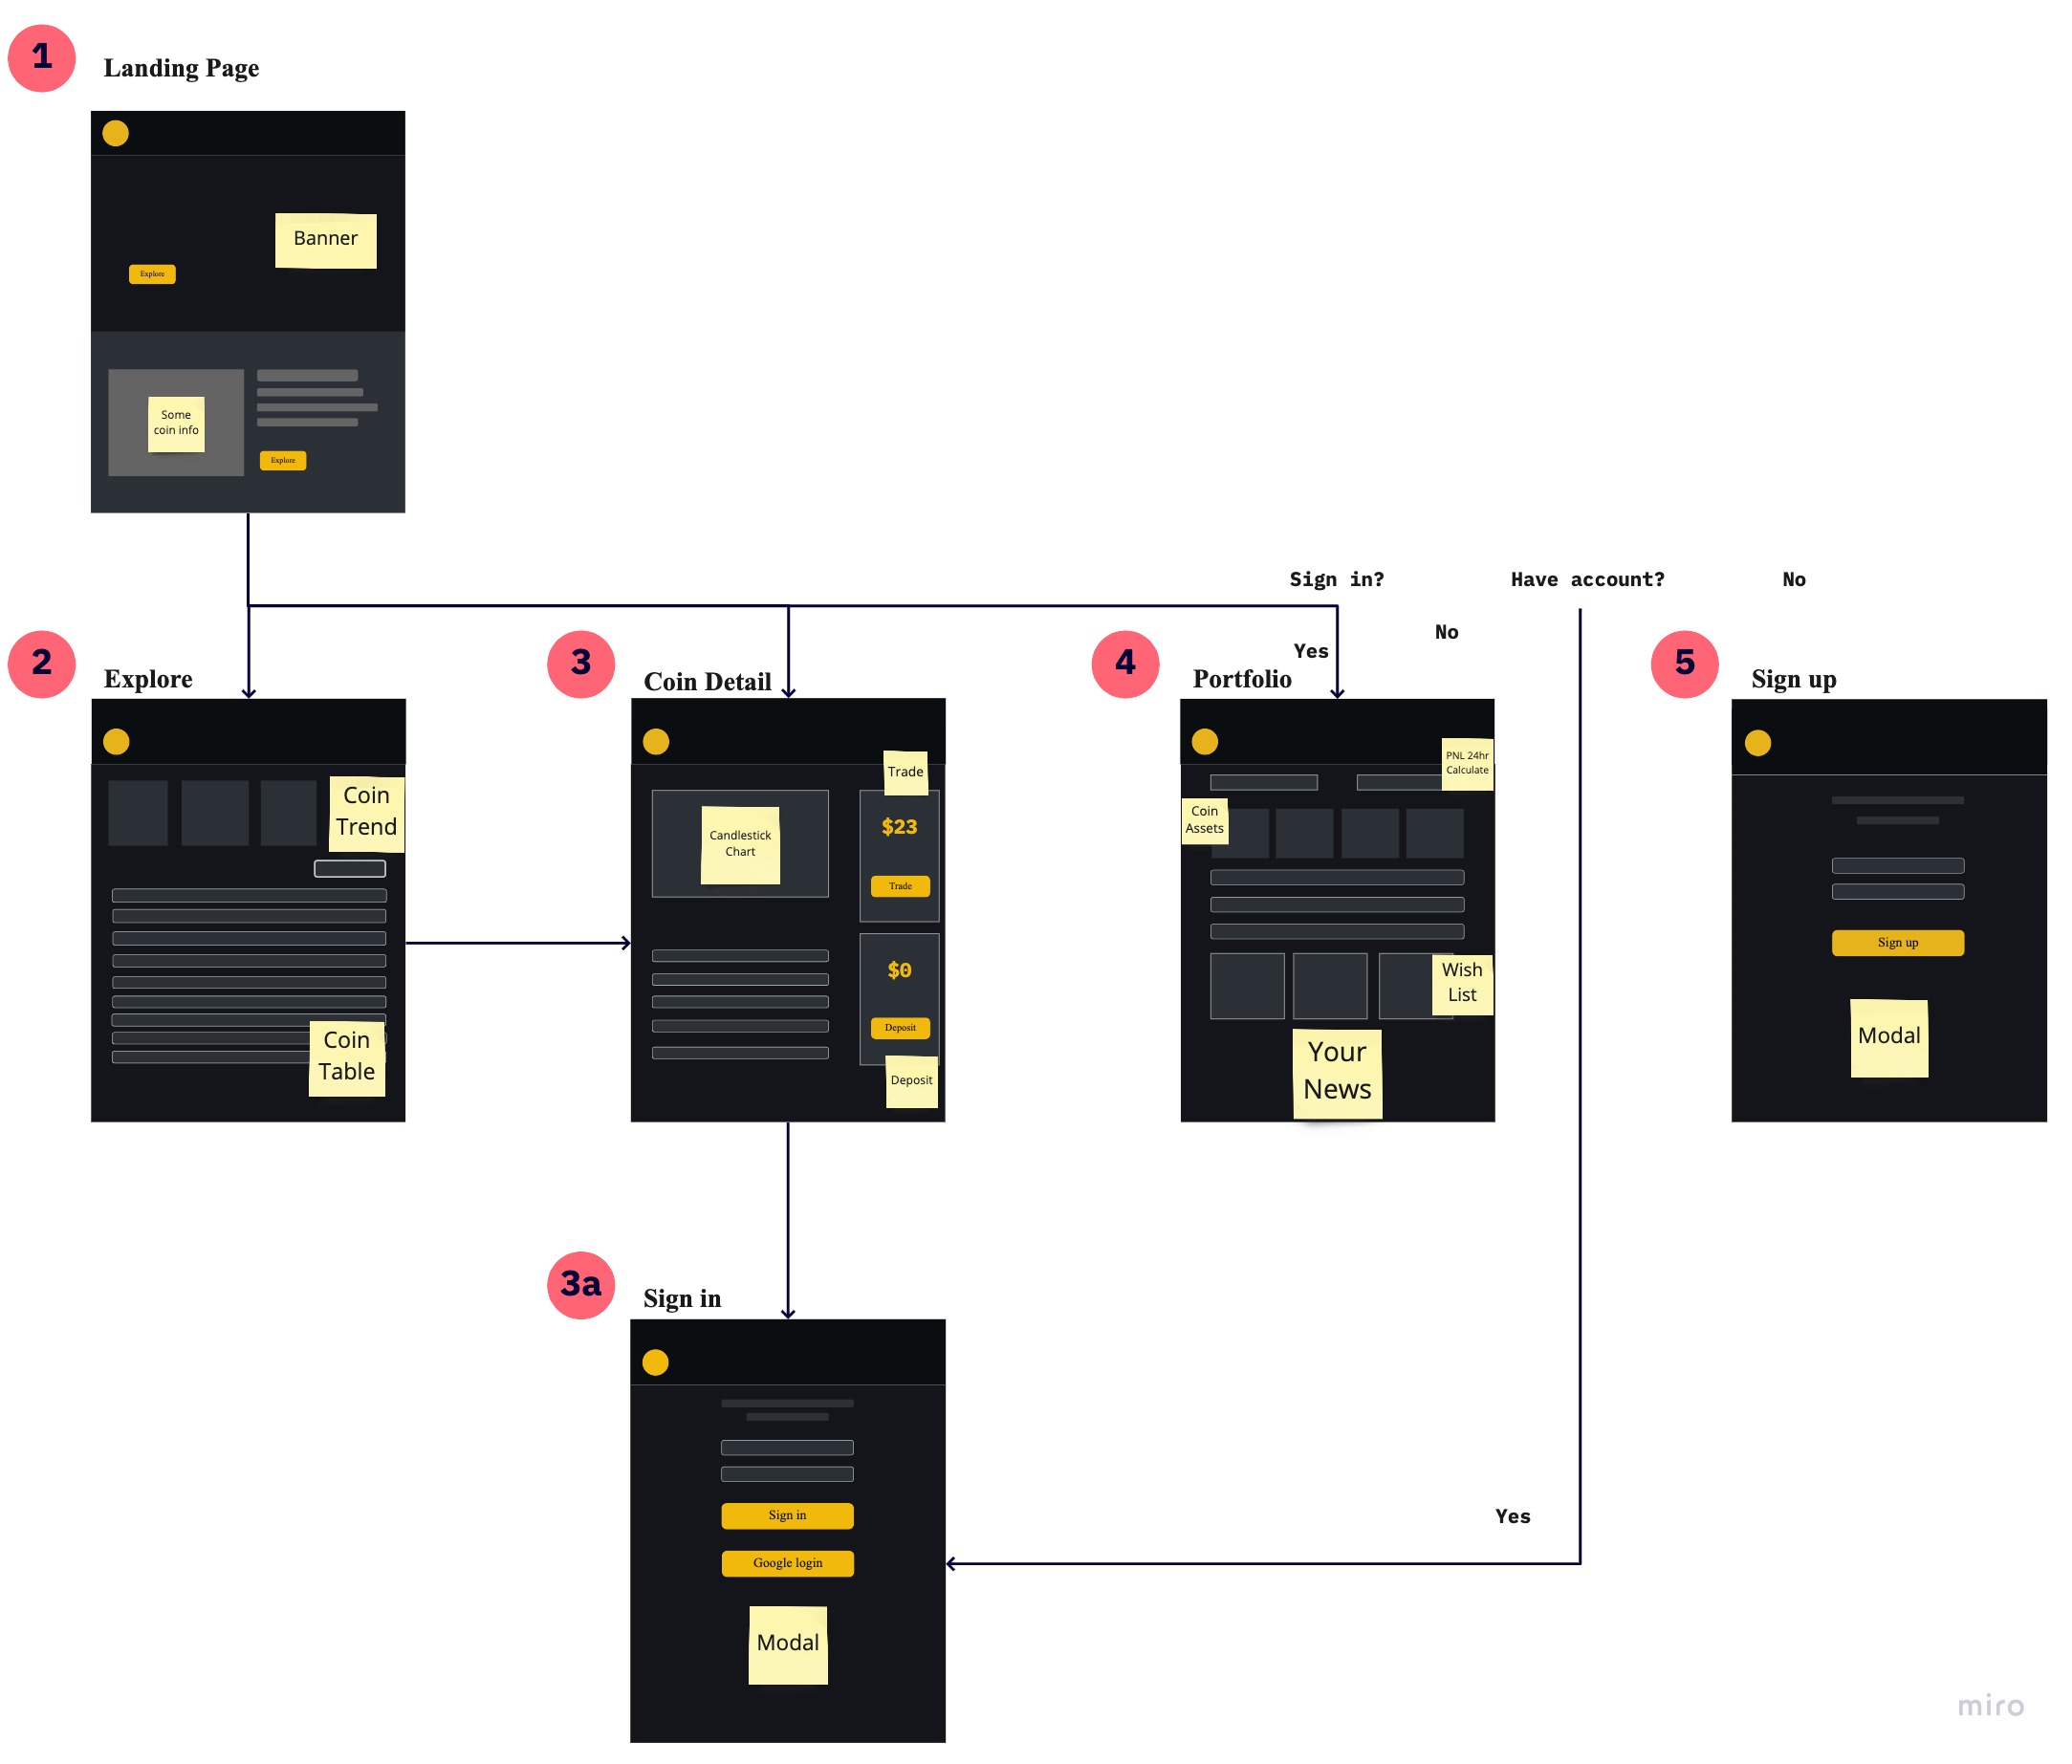 1
Landing Page
Banner
Explore
Some
coin info
Explore
Sign in?
Have account?
No
No
Yes
2
Explore
3
Coin Detail
4
Portfolio
5
Sign up
Coin
Trend
Coin
Table
Trade
Candlestick
Chart
$23
Trade
$0
Deposit
Deposit
PNL 24hr
Calculate
Coin
Assets
Wish
List
Your
News
Sign up
Modal
3a
Sign in
Sign in
Google login
Modal
Yes
miro